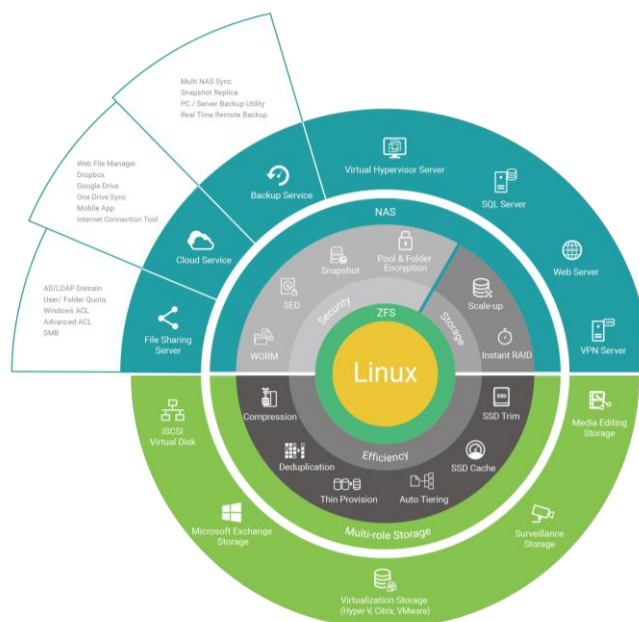 Multi NAS Sync
Snapshot Replica
PC / Server Backup Utility
Real Time Remote Backup
Web File Manager
Dropbox
Google Drive
One Drive Sync
Mobile App
Internet Connection Tool
AD/LDAP Domain
User/ Folder Quota
Windows ACL
Advanced ACL
SMB
File Sharing
Server
Cloud Service
Backup Service
Virtual Hypervisor Server
SQL Server
SQL
Web Server
VPN Server
NAS
WORM
SED
Snapshot
Pool & Folder
Encryption
Scale-up
Instant RAID
Security
Storage
ZFS
Linux
Efficiency
Compression
Deduplication
Thin Provision
Auto Tiering
SSD Cache
SSD
SSD Trim
Multi-role Storage
iSCSI
Virtual Disk
Microsoft Exchange
Storage
Virtualization Storage
(Hyper-V, Citrix, VMware)
Surveillance
Storage
Media Editing
Storage